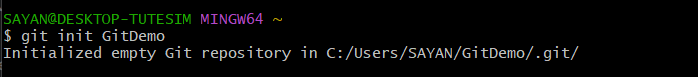 SAYAN@DESKTOP-TUTESIM MINGW64 ~
$ git init GitDemo
Initialized empty Git repository in C:/Users/SAYAN/GitDemo/.git/